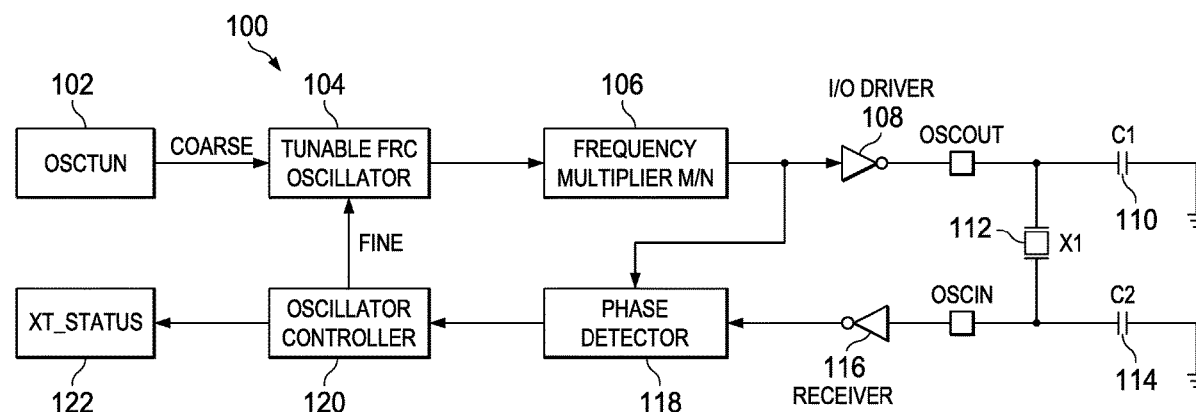 100
102
104
106
I/O DRIVER
108
OSCOUT
C1
OSCTUN
COARSE
TUNABLE FRC
OSCILLATOR
FREQUENCY
MULTIPLIER M/N
110
112
X1
FINE
XT_STATUS
OSCILLATOR
CONTROLLER
PHASE
DETECTOR
OSCIN
C2
122
120
118
116
RECEIVER
114